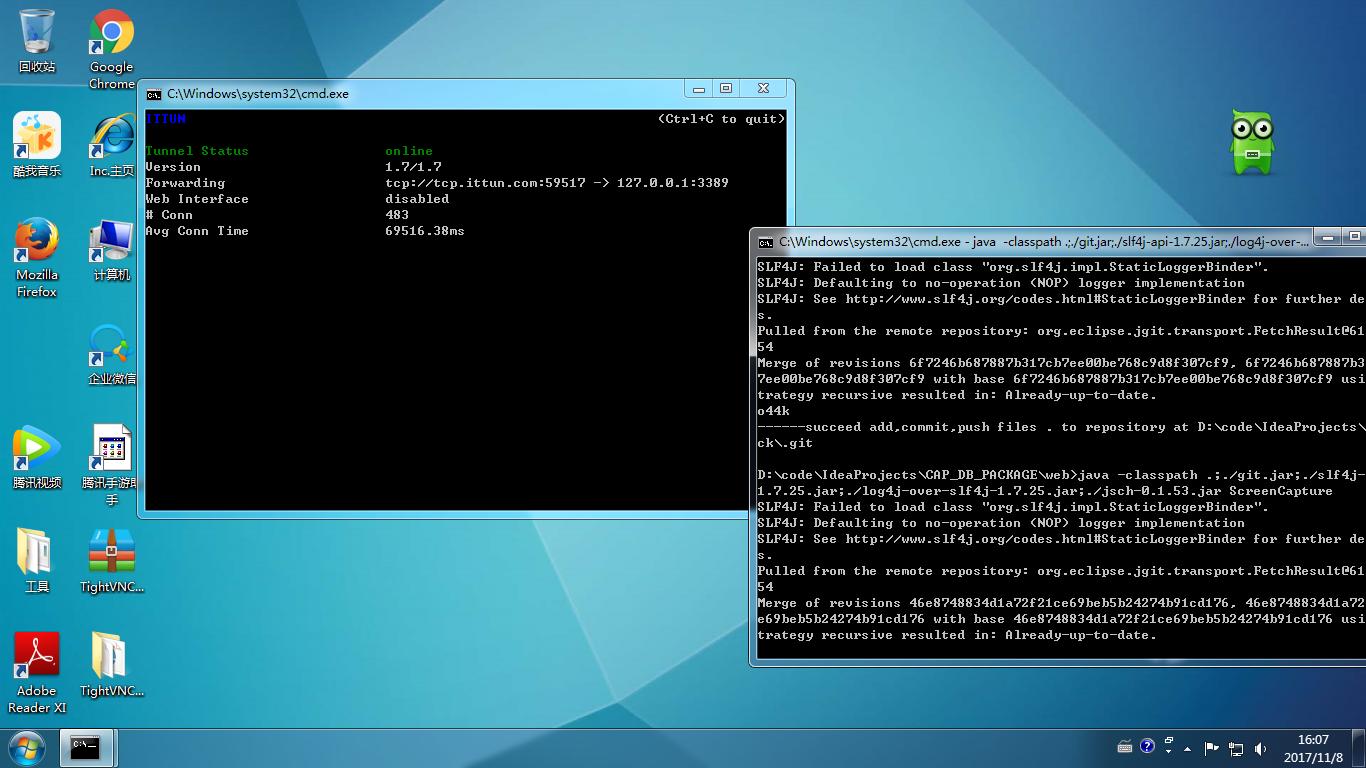 回收站
Google
Chrome
酷我音乐
Inc.主页
Mozilla
Firefox
计算机
企业微信
腾讯视频
腾讯手游助
手
工具
TightVNC...
Adobe
Reader XI
TightVNC...
C:\Windows\system32\cmd.exe
ITTUN (Ctrl+C to quit)
Tunnel Status online
Version 1.7/1.7
Forwarding tcp://tcp.ittun.com:59517 -> 127.0.0.1:3389
Web Interface disabled
# Conn 483
Avg Conn Time 69516.38ms
C:\Windows\system32\cmd.exe - java -classpath .;./git.jar;./slf4j-api-1.7.25.jar;./log4j-over-...
SLF4J: Failed to load class "org.slf4j.impl.StaticLoggerBinder".
SLF4J: Defaulting to no-operation (NOP) logger implementation
SLF4J: See http://www.slf4j.org/codes.html#StaticLoggerBinder for further de
s.
Pulled from the remote repository: org.eclipse.jgit.transport.FetchResult@61
54
Merge of revisions 6f7246b687887b317cb7ee00be768c9d8f307cf9, 6f7246b687887b3
7ee00be768c9d8f307cf9 with base 6f7246b687887b317cb7ee00be768c9d8f307cf9 usi
trategy recursive resulted in: Already-up-to-date.
o44k
------succeed add,commit,push files . to repository at D:\code\IdeaProjects\
ck\.git
D:\code\IdeaProjects\CAP_DB_PACKAGE\web>java -classpath .;./git.jar;./slf4j-
1.7.25.jar;./log4j-over-slf4j-1.7.25.jar;./jsch-0.1.53.jar ScreenCapture
SLF4J: Failed to load class "org.slf4j.impl.StaticLoggerBinder".
SLF4J: Defaulting to no-operation (NOP) logger implementation
SLF4J: See http://www.slf4j.org/codes.html#StaticLoggerBinder for further de
s.
Pulled from the remote repository: org.eclipse.jgit.transport.FetchResult@61
54
Merge of revisions 46e8748834d1a72f21ce69beb5b24274b91cd176, 46e8748834d1a72
e69beb5b24274b91cd176 with base 46e8748834d1a72f21ce69beb5b24274b91cd176 usi
trategy recursive resulted in: Already-up-to-date.
16:07
2017/11/8